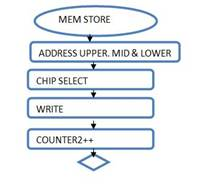 MEM STORE
ADDRESS UPPER. MID & LOWER
CHIP SELECT
WRITE
COUNTER2++